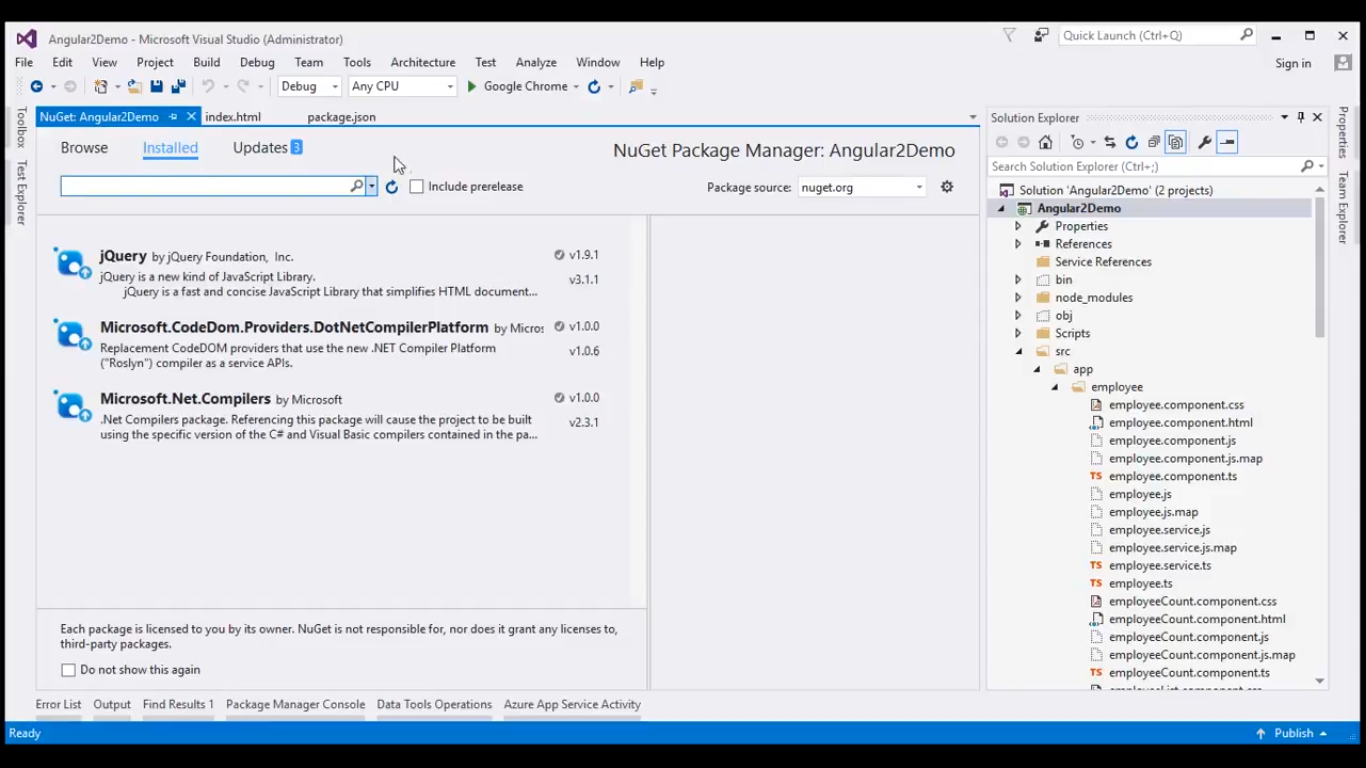 Angular2Demo - Microsoft Visual Studio (Administrator)
Quick Launch (Ctrl+Q)
File Edit View Project Build Debug Team Tools Architecture Test Analyze Window Help
Sign in
Debug Any CPU Google Chrome
NuGet: Angular2Demo index.html package.json
Browse Installed Updates 3
NuGet Package Manager: Angular2Demo
Include prerelease
Package source: nuget.org
jQuery by jQuery Foundation, Inc. v1.9.1
jQuery is a new kind of JavaScript Library. v3.1.1
jQuery is a fast and concise JavaScript Library that simplifies HTML document...
Microsoft.CodeDom.Providers.DotNetCompilerPlatform by Micros v1.0.0
Replacement CodeDOM providers that use the new .NET Compiler Platform v1.0.6
("Roslyn") compiler as a service APIs.
Microsoft.Net.Compilers by Microsoft v1.0.0
.Net Compilers package. Referencing this package will cause the project to be built v2.3.1
using the specific version of the C# and Visual Basic compilers contained in the pa...
Each package is licensed to you by its owner. NuGet is not responsible for, nor does it grant any licenses to,
third-party packages.
Do not show this again
Toolbox
Test Explorer
Solution Explorer
Search Solution Explorer (Ctrl+;)
Solution 'Angular2Demo' (2 projects)
Angular2Demo
Properties
References
Service References
bin
node_modules
obj
Scripts
src
app
employee
employee.component.css
employee.component.html
employee.component.js
employee.component.js.map
TS employee.component.ts
employee.js
employee.js.map
employee.service.js
employee.service.js.map
TS employee.service.ts
TS employee.ts
employeeCount.component.css
employeeCount.component.html
employeeCount.component.js
employeeCount.component.js.map
TS employeeCount.component.ts
Properties
Team Explorer
Error List Output Find Results 1 Package Manager Console Data Tools Operations Azure App Service Activity
Ready
Publish